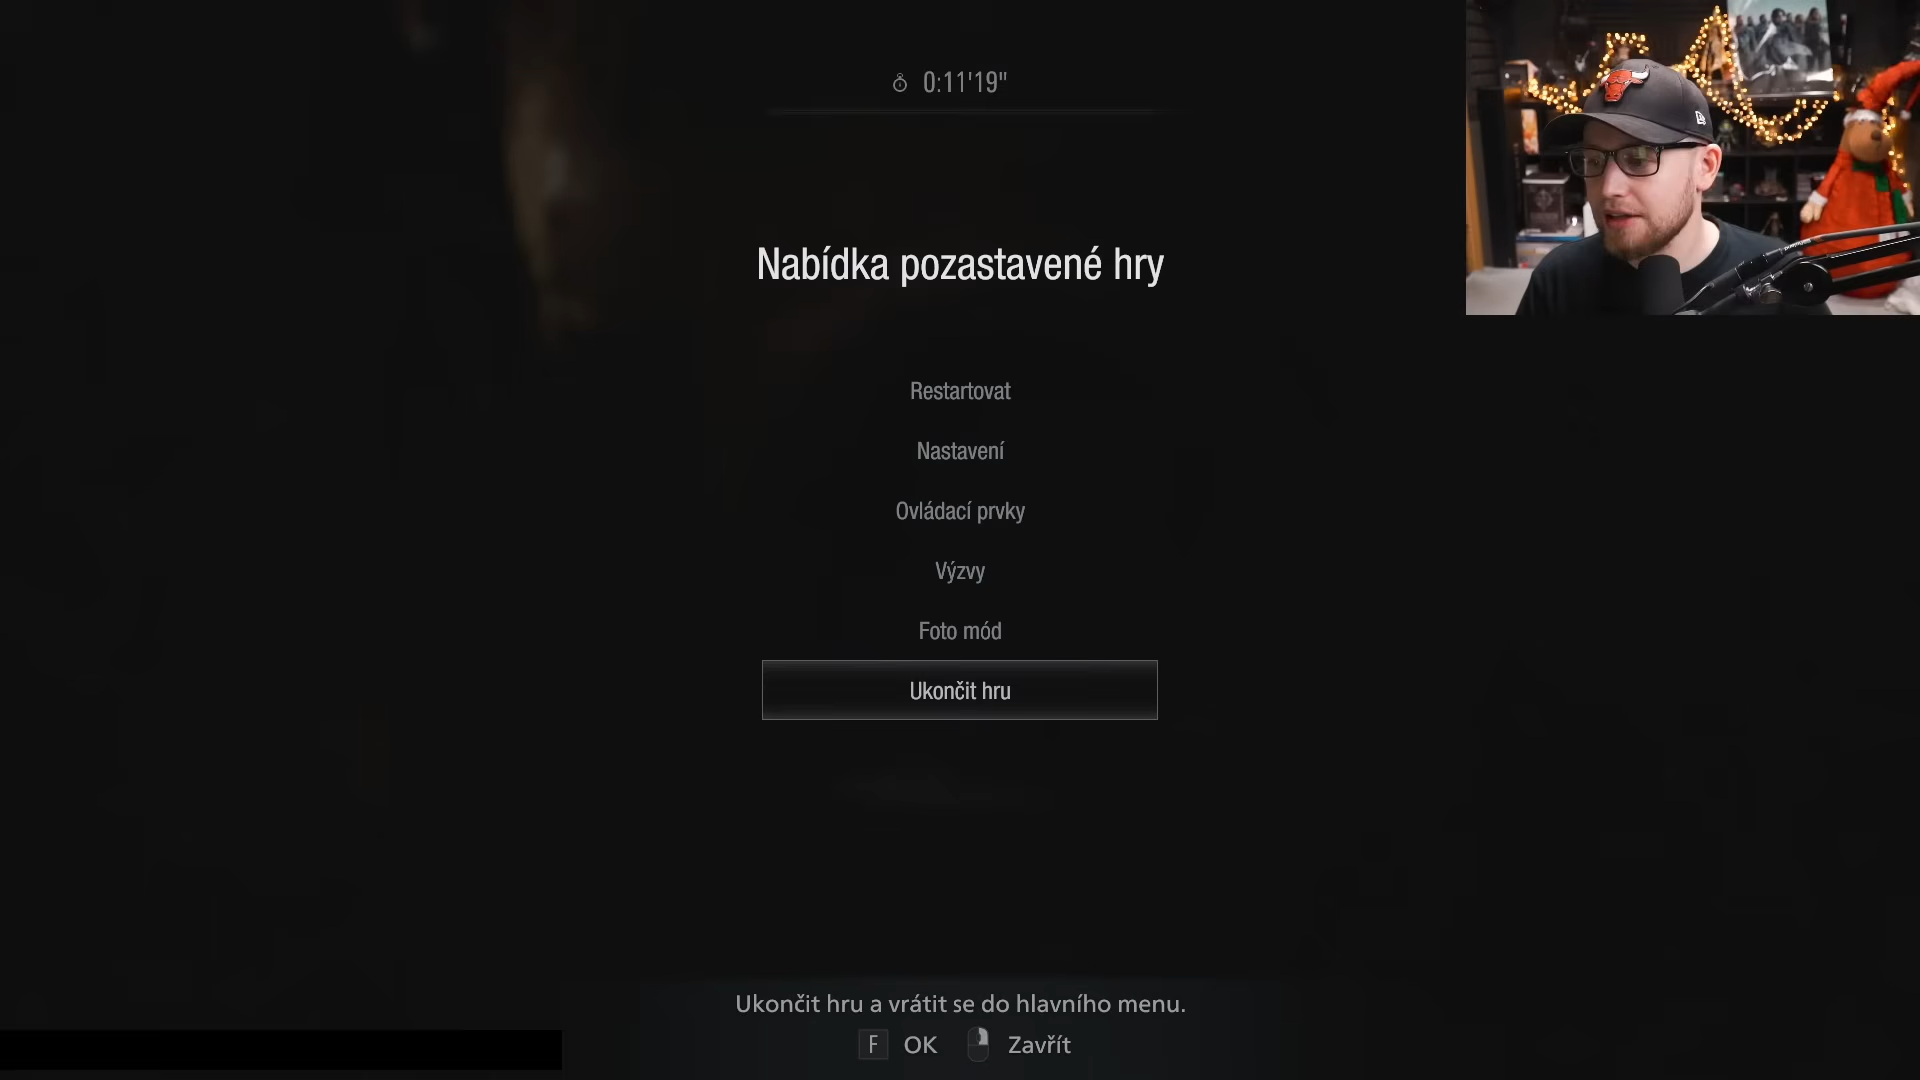 0:11'19"
Nabídka pozastavené hry
Restartovat
Nastavení
Ovládací prvky
Výzvy
Foto mód
Ukončit hru
Ukončit hru a vrátit se do hlavního menu.
F OK Zavřít